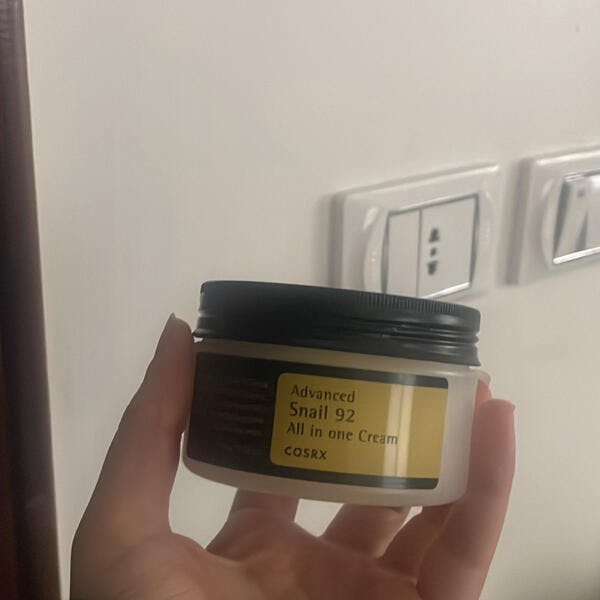 Advanced
Snail 92
All in one Cream
COSRX